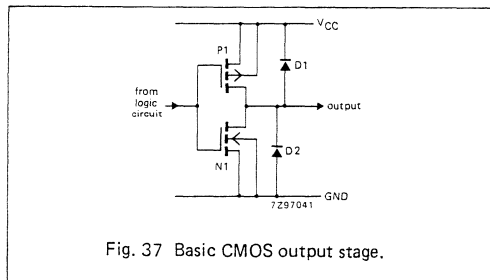 VCC
P1
D1
from
logic
circuit
output
D2
N1
GND
7Z97041
Fig. 37 Basic CMOS output stage.